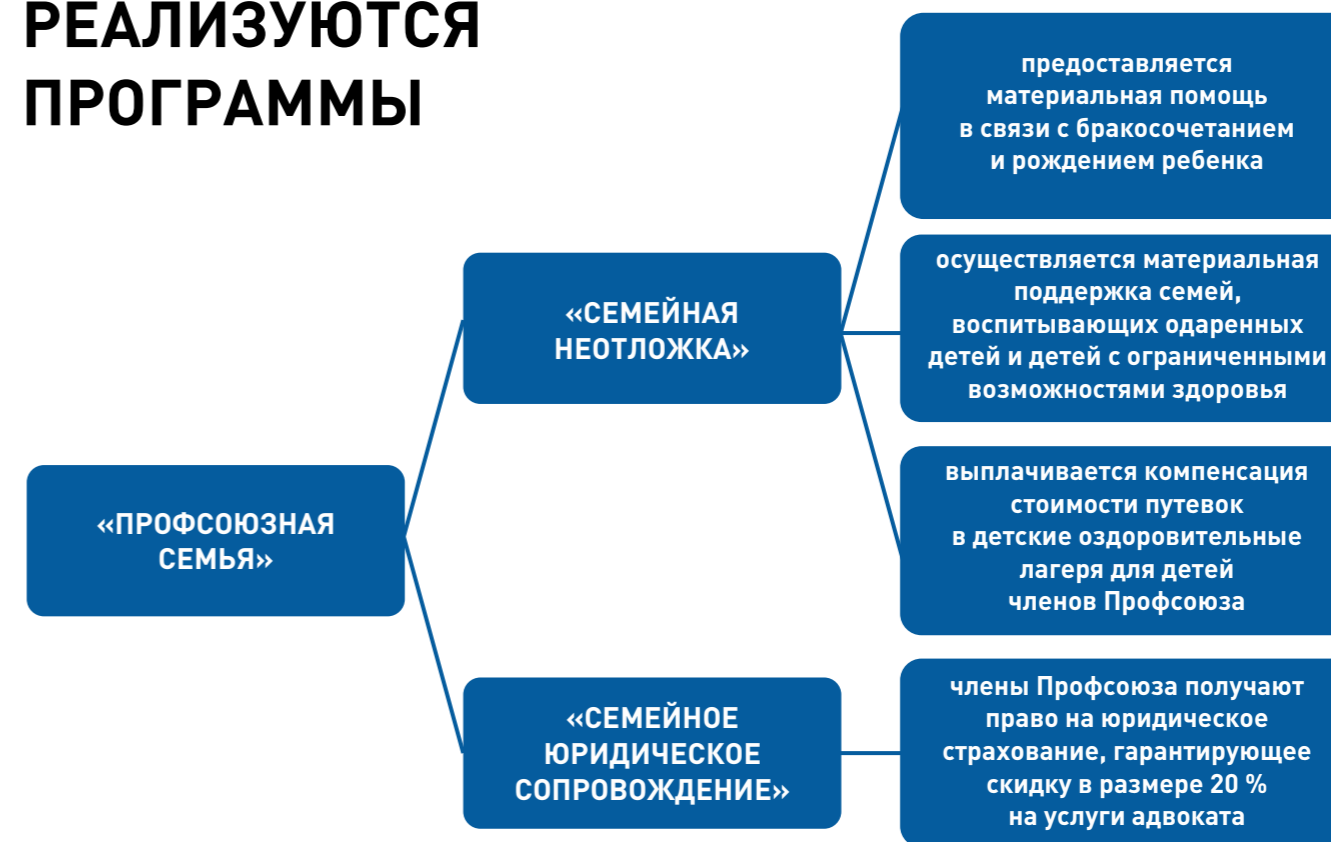 РЕАЛИЗУЮТСЯ
ПРОГРАММЫ
«ПРОФСОЮЗНАЯ
СЕМЬЯ»
«СЕМЕЙНАЯ
НЕОТЛОЖКА»
предоставляется
материальная помощь
в связи с бракосочетанием
и рождением ребенка
осуществляется материальная
поддержка семей,
воспитывающих одаренных
детей и детей с ограниченными
возможностями здоровья
выплачивается компенсация
стоимости путевок
в детские оздоровительные
лагеря для детей
членов Профсоюза
«СЕМЕЙНОЕ
ЮРИДИЧЕСКОЕ
СОПРОВОЖДЕНИЕ»
члены Профсоюза получают
право на юридическое
страхование, гарантирующее
скидку в размере 20 %
на услуги адвоката